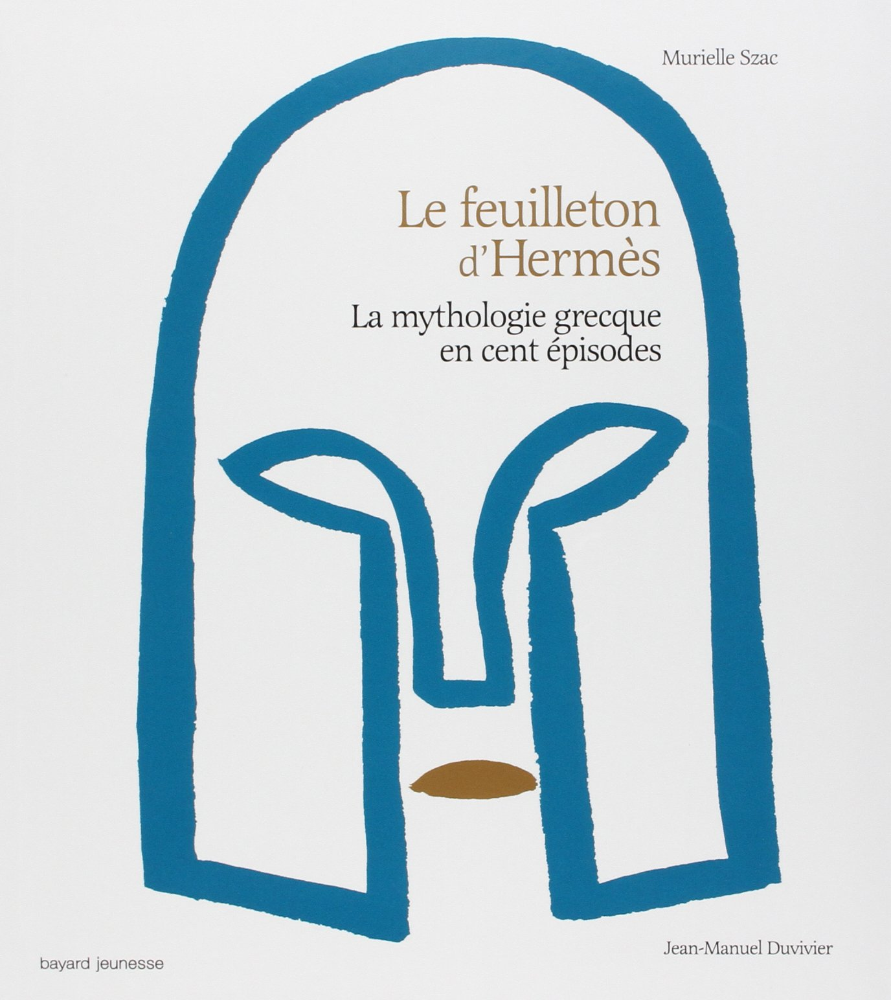 Murielle Szac
Le feuilleton
d'Hermès
La mythologie grecque
en cent épisodes
Jean-Manuel Duvivier
bayard jeunesse